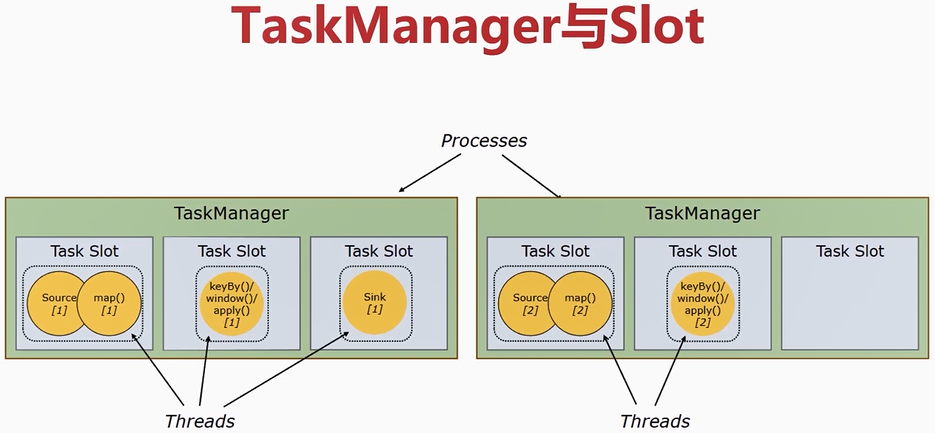 TaskManager与Slot
Processes
TaskManager
Task Slot
Source
[1]
map()
[1]
Task Slot
keyBy()/
window()/
apply()
[1]
Task Slot
Sink
[1]
Threads
TaskManager
Task Slot
Source
[2]
map()
[2]
Task Slot
keyBy()/
window()/
apply()
[2]
Task Slot
Threads